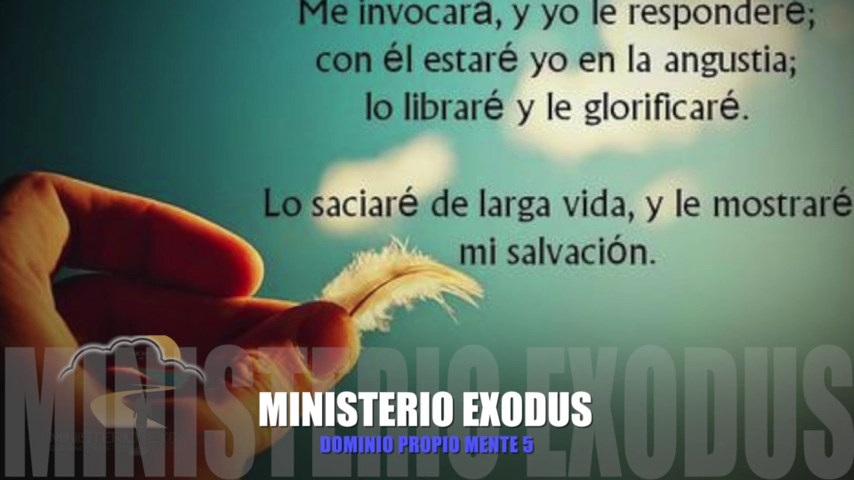 Me invocará, y yo le responderé;
con él estaré yo en la angustia;
lo libraré y le glorificaré.
Lo saciaré de larga vida, y le mostraré
mi salvación.
MINISTERIO EXODUS
MINISTERIO EXODUS
DOMINIO PROPIO MENTE 5